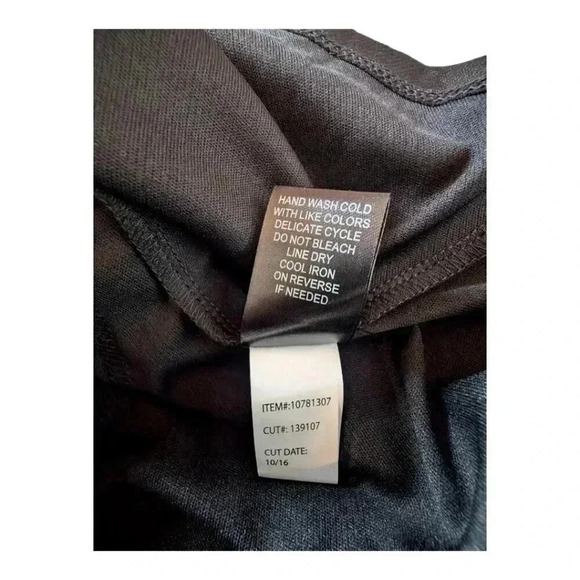 HAND WASH COLD
WITH LIKE COLORS
DELICATE CYCLE
DO NOT BLEACH
LINE DRY
COOL IRON
ON REVERSE
IF NEEDED
ITEM#:10781307
CUT#: 139107
CUT DATE:
10/16